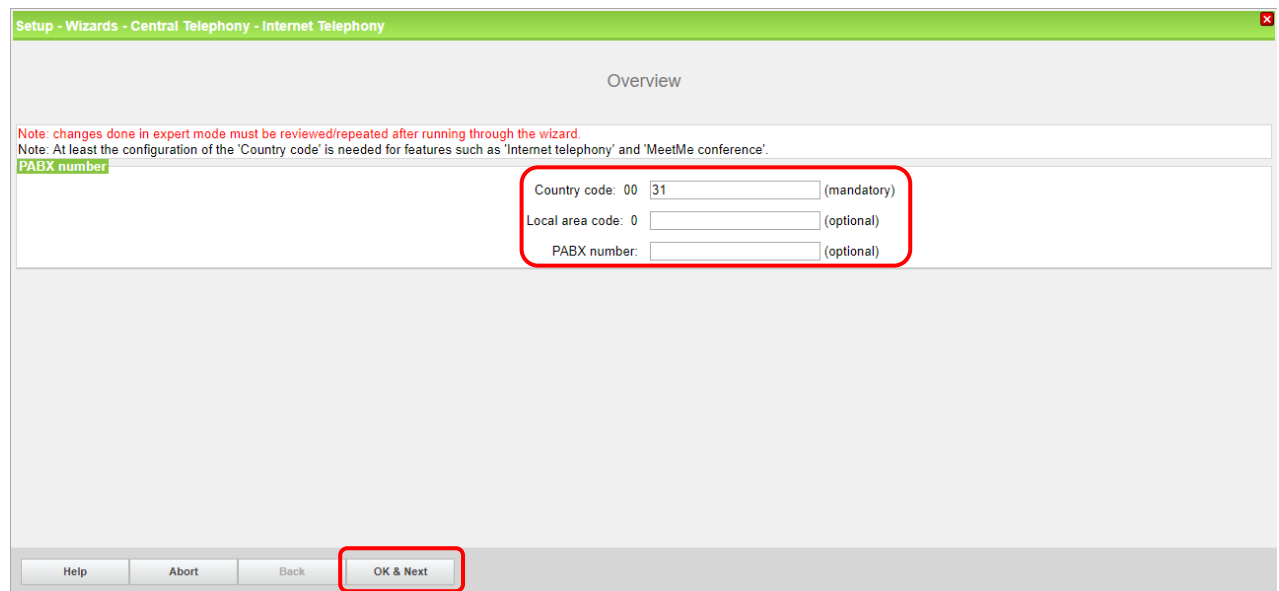 Setup - Wizards - Central Telephony - Internet Telephony
Overview
Note: changes done in expert mode must be reviewed/repeated after running through the wizard.
Note: At least the configuration of the 'Country code' is needed for features such as 'Internet telephony' and 'MeetMe conference'.
PABX number
Country code: 00 31 (mandatory)
Local area code: 0 (optional)
PABX number: (optional)
Help Abort Back OK & Next